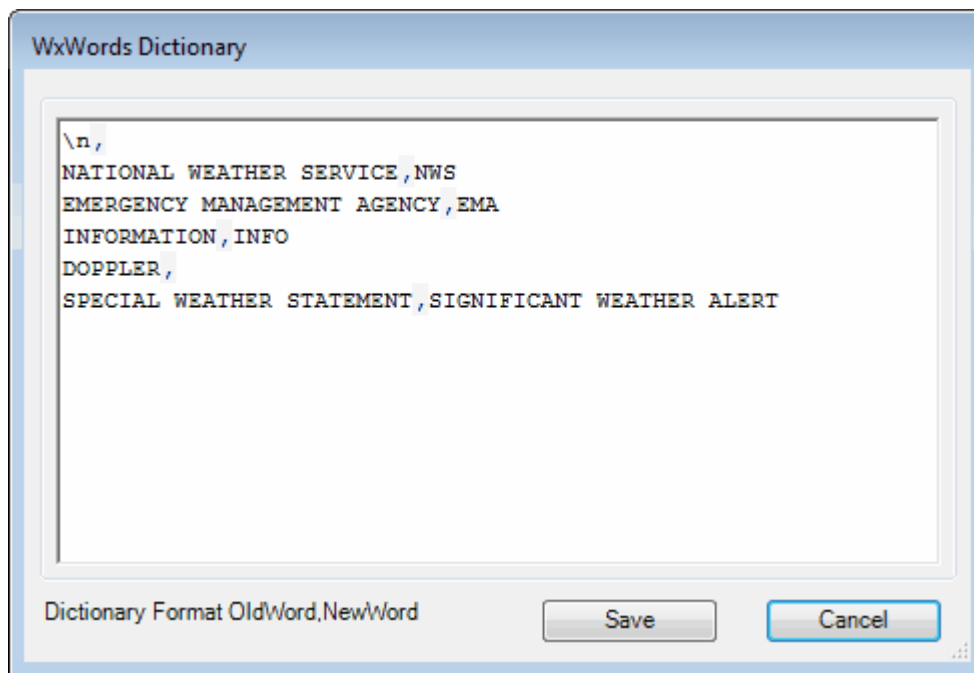 WxWords Dictionary
\n,
NATIONAL WEATHER SERVICE,NWS
EMERGENCY MANAGEMENT AGENCY,EMA
INFORMATION,INFO
DOPPLER,
SPECIAL WEATHER STATEMENT,SIGNIFICANT WEATHER ALERT
Dictionary Format OldWord,NewWord
Save
Cancel